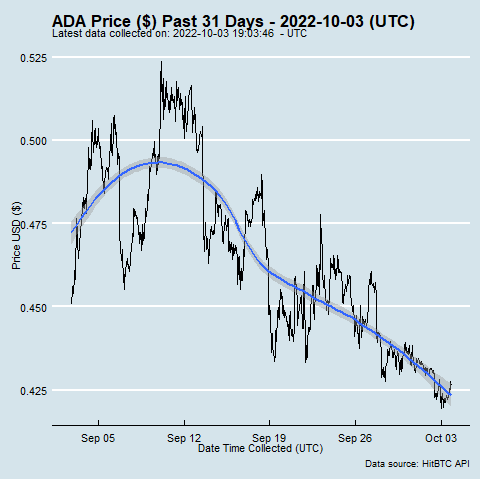 ADA Price ($) Past 31 Days - 2022-10-03 (UTC)
Latest data collected on: 2022-10-03 19:03:46 - UTC
0.525
0.500
0.475
0.450
0.425
Price USD ($)
Sep 05
Sep 12
Sep 19
Sep 26
Oct 03
Date Time Collected (UTC)
Data source: HitBTC API